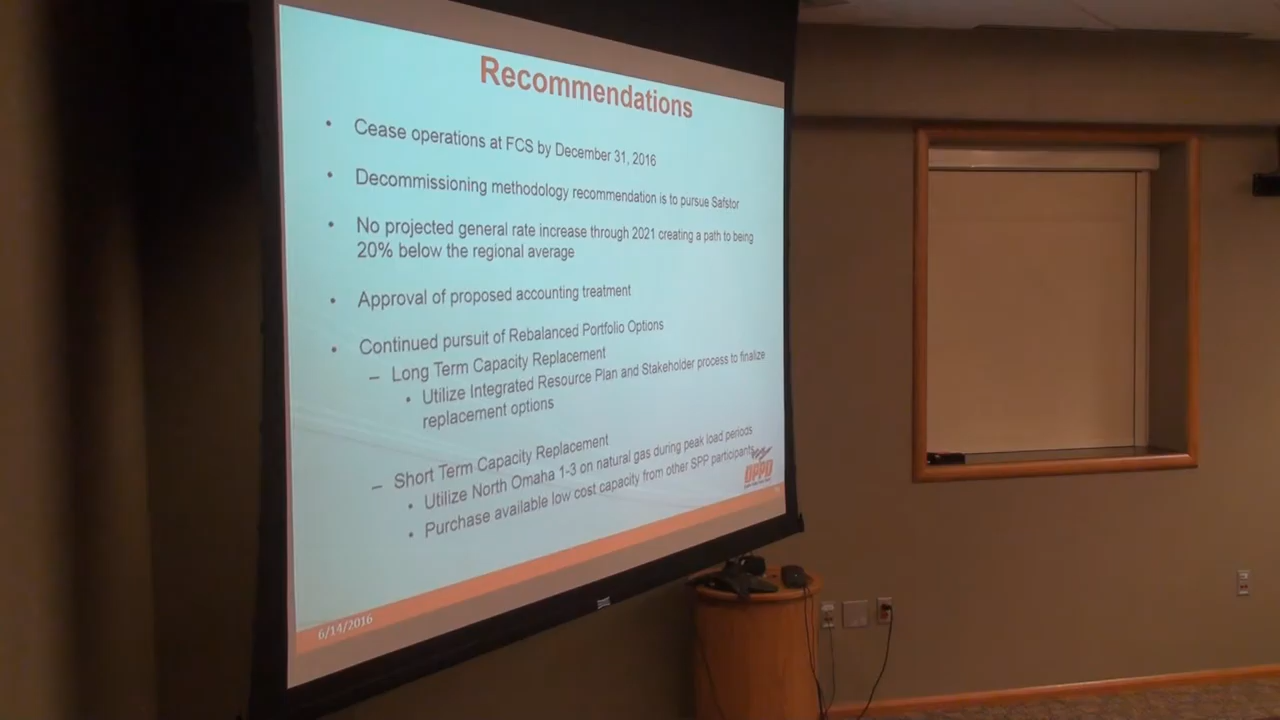 Recommendations
• Cease operations at FCS by December 31, 2016
• Decommissioning methodology recommendation is to pursue Safstor
• No projected general rate increase through 2021 creating a path to being
20% below the regional average
• Approval of proposed accounting treatment
• Continued pursuit of Rebalanced Portfolio Options
– Long Term Capacity Replacement
• Utilize Integrated Resource Plan and Stakeholder process to finalize
replacement options
– Short Term Capacity Replacement
• Utilize North Omaha 1-3 on natural gas during peak load periods
• Purchase available low cost capacity from other SPP participants
OPPD
6/14/2016